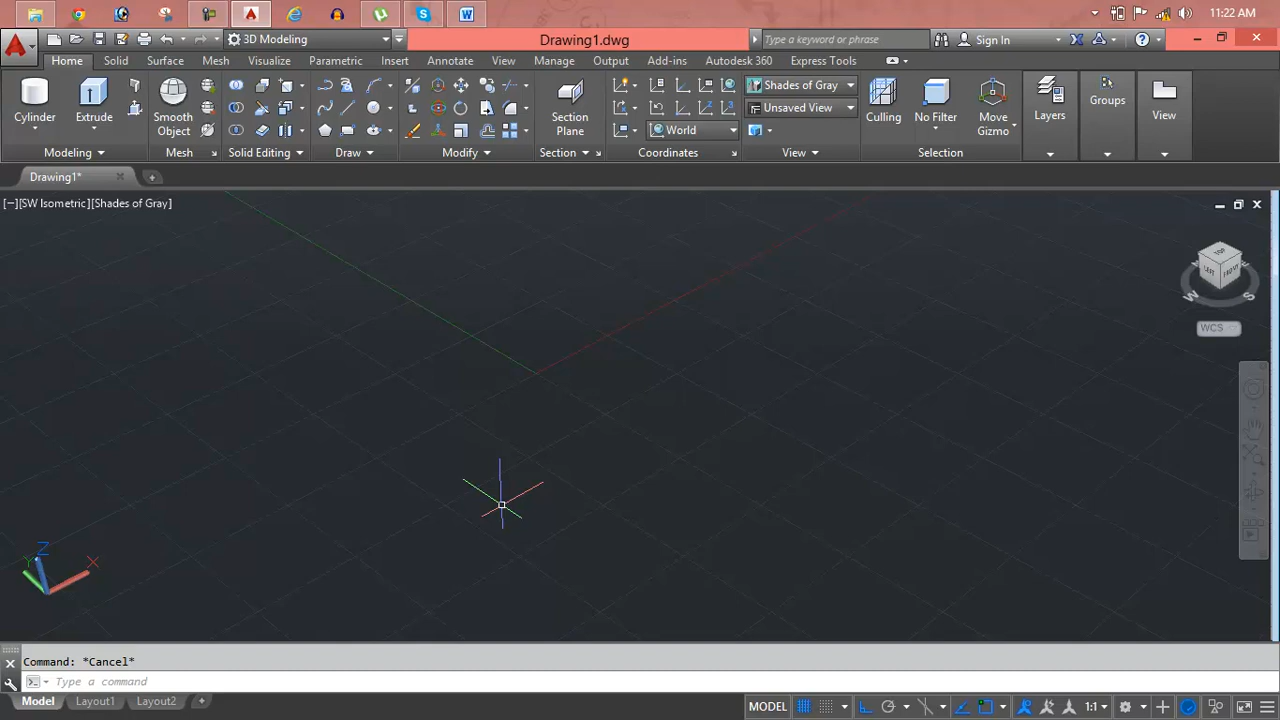 11:22 AM
3D Modeling
Drawing1.dwg
Type a keyword or phrase
Sign In
Home Solid Surface Mesh Visualize Parametric Insert Annotate View Manage Output Add-ins Autodesk 360 Express Tools
Cylinder
Extrude
Smooth
Object
Section
Plane
Shades of Gray
Unsaved View
World
Culling
No Filter
Move
Gizmo
Layers
Groups
View
Modeling Mesh Solid Editing Draw Modify Section Coordinates View Selection
Drawing1*
[−][SW Isometric][Shades of Gray]
TOP
LEFT FRONT
W S
WCS
Z
Y X
Command: *Cancel*
Type a command
Model Layout1 Layout2 +
MODEL
1:1